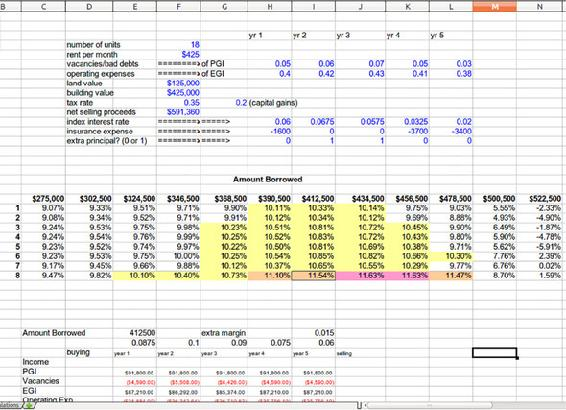 B C D E F G H I J K L M N
yr 1 yr 2 yr 3 yr 4 yr 5
number of units 18
rent per month $425
vacancies/bad debts ========> of PGI 0.05 0.06 0.07 0.05 0.03
operating expenses ========> of EGI 0.4 0.42 0.43 0.41 0.38
land value $125,000
building value $425,000
tax rate 0.35 0.2 (capital gains)
net selling proceeds $591,360
index interest rate 0.06 0.0675 0.0575 0.0325 0.02
insurance expense -1600 0 0 -3700 -3400
extra principal? (0 or 1) 0 1 1 0 0
Amount Borrowed
$275,000 $302,500 $324,500 $346,500 $368,500 $390,500 $412,500 $434,500 $456,500 $478,500 $500,500 $522,500
1 9.07% 9.33% 9.51% 9.71% 9.90% 10.11% 10.33% 10.14% 9.75% 9.03% 5.55% -2.33%
2 9.08% 9.34% 9.52% 9.71% 9.91% 10.12% 10.34% 10.12% 9.69% 8.88% 4.93% -4.90%
3 9.24% 9.53% 9.75% 9.98% 10.23% 10.51% 10.81% 10.72% 10.45% 9.60% 6.49% -1.87%
4 9.24% 9.54% 9.76% 9.99% 10.25% 10.52% 10.83% 10.72% 10.43% 9.80% 5.90% -4.78%
5 9.23% 9.52% 9.74% 9.97% 10.22% 10.50% 10.81% 10.69% 10.38% 9.71% 5.62% -5.91%
6 9.23% 9.53% 9.75% 10.00% 10.25% 10.54% 10.85% 10.82% 10.56% 10.30% 7.76% 2.39%
7 9.17% 9.45% 9.66% 9.88% 10.12% 10.37% 10.65% 10.55% 10.29% 9.77% 6.76% 0.02%
8 9.47% 9.82% 10.10% 10.40% 10.73% 11.10% 11.54% 11.63% 11.53% 11.47% 8.70% 1.59%
Amount Borrowed 412500 extra margin 0.015
0.0875 0.1 0.09 0.075 0.06
buying year 1 year 2 year 3 year 4 year 5 selling
Income
PGI $91,800.00 $91,800.00 $91,800.00 $91,800.00 $91,800.00
Vacancies ($4,590.00) ($5,508.00) ($6,426.00) ($4,590.00) ($4,590.00)
EGI $87,210.00 $86,292.00 $85,374.00 $87,210.00 $87,210.00
Operating Exp